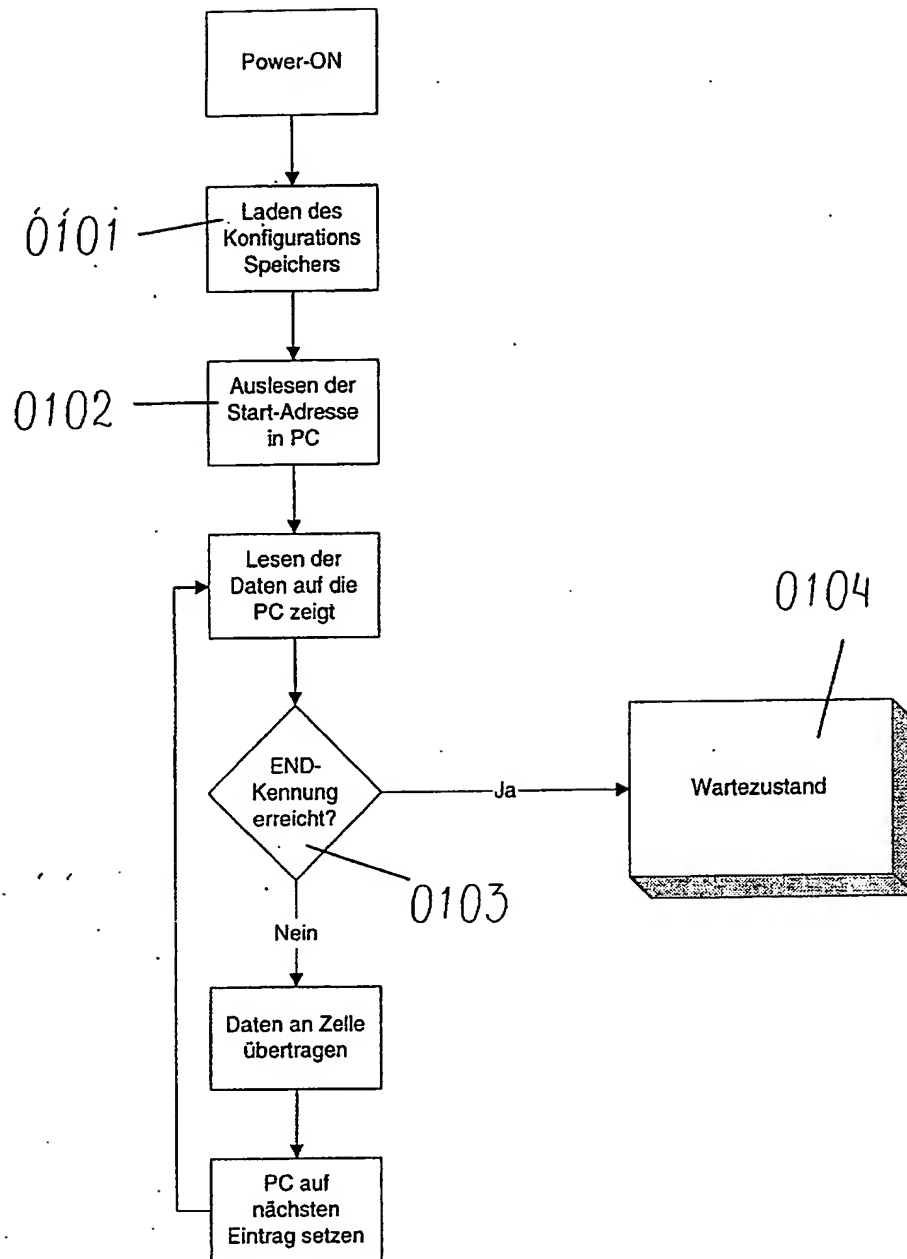 Power-ON
0101
Laden des
Konfigurations
Speichers
0102
Auslesen der
Start-Adresse
in PC
Lesen der
Daten auf die
PC zeigt
0104
END-
Kennung
erreicht?
Ja
Wartezustand
0103
Nein
Daten an Zelle
übertragen
PC auf
nächsten
Eintrag setzen